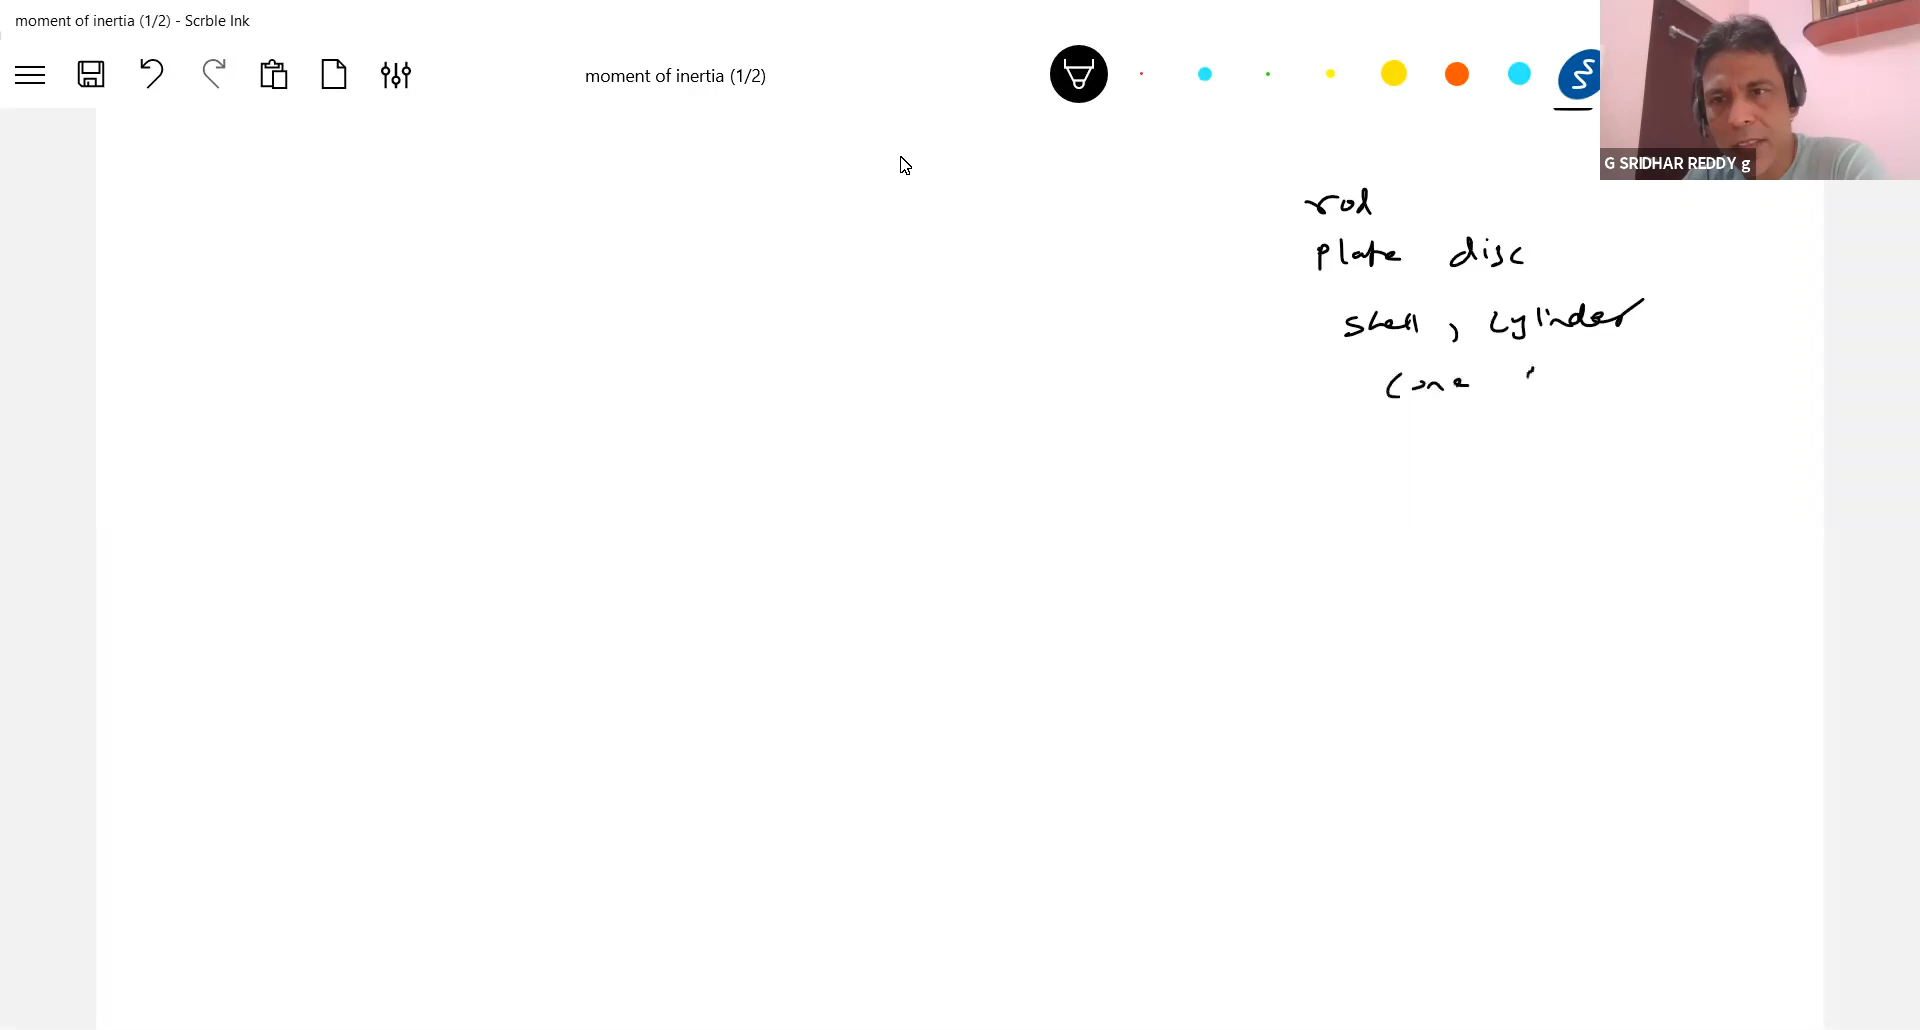 moment of inertia (1/2) - Scrble Ink
moment of inertia (1/2)
G SRIDHAR REDDY g
rod
plate disc
shell, cylinder
cone